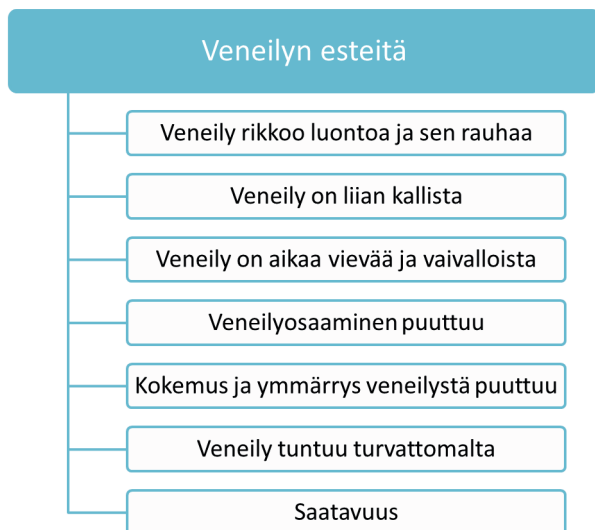 Veneilyn esteitä
Veneily rikkoo luontoa ja sen rauhaa
Veneily on liian kallista
Veneily on aikaa vievää ja vaivalloista
Veneilyosaaminen puuttuu
Kokemus ja ymmärrys veneilystä puuttuu
Veneily tuntuu turvattomalta
Saatavuus